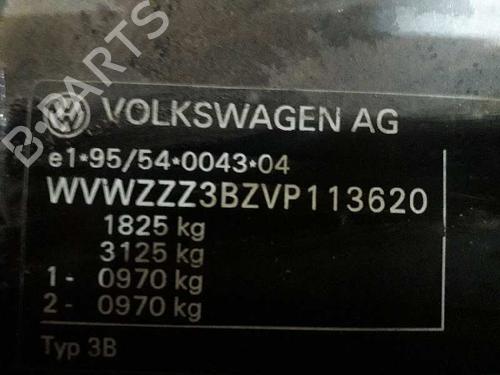 B-PARTS
VOLKSWAGEN AG
e1*95/54*0043*04
WVWZZZ3BZVP113620
1825 kg
3125 kg
1- 0970 kg
2- 0970 kg
Typ 3B